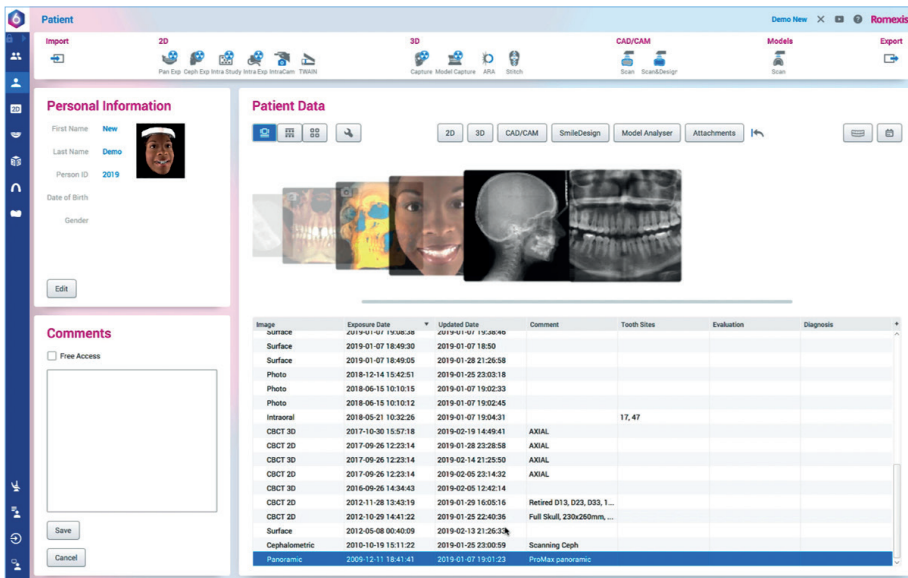 Patient
Demo New
Romexis
Import
2D
3D
CAD/CAM
Models
Export
Pan Exp Ceph Exp Intra Study Intra Exp IntraCam TWAIN
Capture Model Capture ARA Stitch
Scan Scan&Design
Scan
2D
Personal Information
First Name New
Last Name Demo
Person ID 2019
Date of Birth
Gender
Edit
Comments
Free Access
Save
Cancel
Patient Data
2D 3D CAD/CAM SmileDesign Model Analyser Attachments
Image Exposure Date Updated Date Comment Tooth Sites Evaluation Diagnosis
Surface 2019-01-07 19:08:38 2019-01-07 19:38:46
Surface 2019-01-07 18:49:30 2019-01-07 18:50
Surface 2019-01-07 18:49:05 2019-01-28 21:26:58
Photo 2018-12-14 15:42:51 2019-01-25 23:03:18
Photo 2018-06-15 10:10:15 2019-01-07 19:02:33
Photo 2018-06-15 10:10:12 2019-01-07 19:02:45
Intraoral 2018-05-21 10:32:26 2019-01-07 19:04:31 17, 47
CBCT 3D 2017-10-30 15:57:18 2019-02-19 14:49:41 AXIAL
CBCT 2D 2017-09-26 12:23:14 2019-01-28 23:28:58 AXIAL
CBCT 3D 2017-09-26 12:23:14 2019-02-14 21:25:50 AXIAL
CBCT 2D 2017-09-26 12:23:14 2019-02-05 23:14:32 AXIAL
CBCT 3D 2016-09-26 14:34:43 2019-02-05 12:42:14
CBCT 2D 2012-11-28 13:43:19 2019-01-29 16:05:16 Retired D13, D23, D33, 1...
CBCT 2D 2012-10-29 14:41:22 2019-01-25 22:40:36 Full Skull, 230x260mm, ...
Surface 2012-05-08 00:40:09 2019-02-13 21:26:33
Cephalometric 2010-10-19 15:11:22 2019-01-25 23:00:59 Scanning Ceph
Panoramic 2009-12-11 18:41:41 2019-01-07 19:01:23 ProMax panoramic